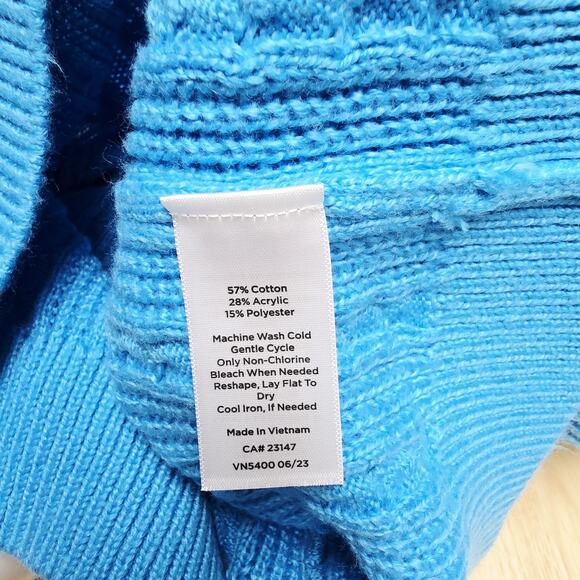 57% Cotton
28% Acrylic
15% Polyester
Machine Wash Cold
Gentle Cycle
Only Non-Chlorine
Bleach When Needed
Reshape, Lay Flat To
Dry
Cool Iron, If Needed
Made in Vietnam
CA# 23147
VN5400 06/23